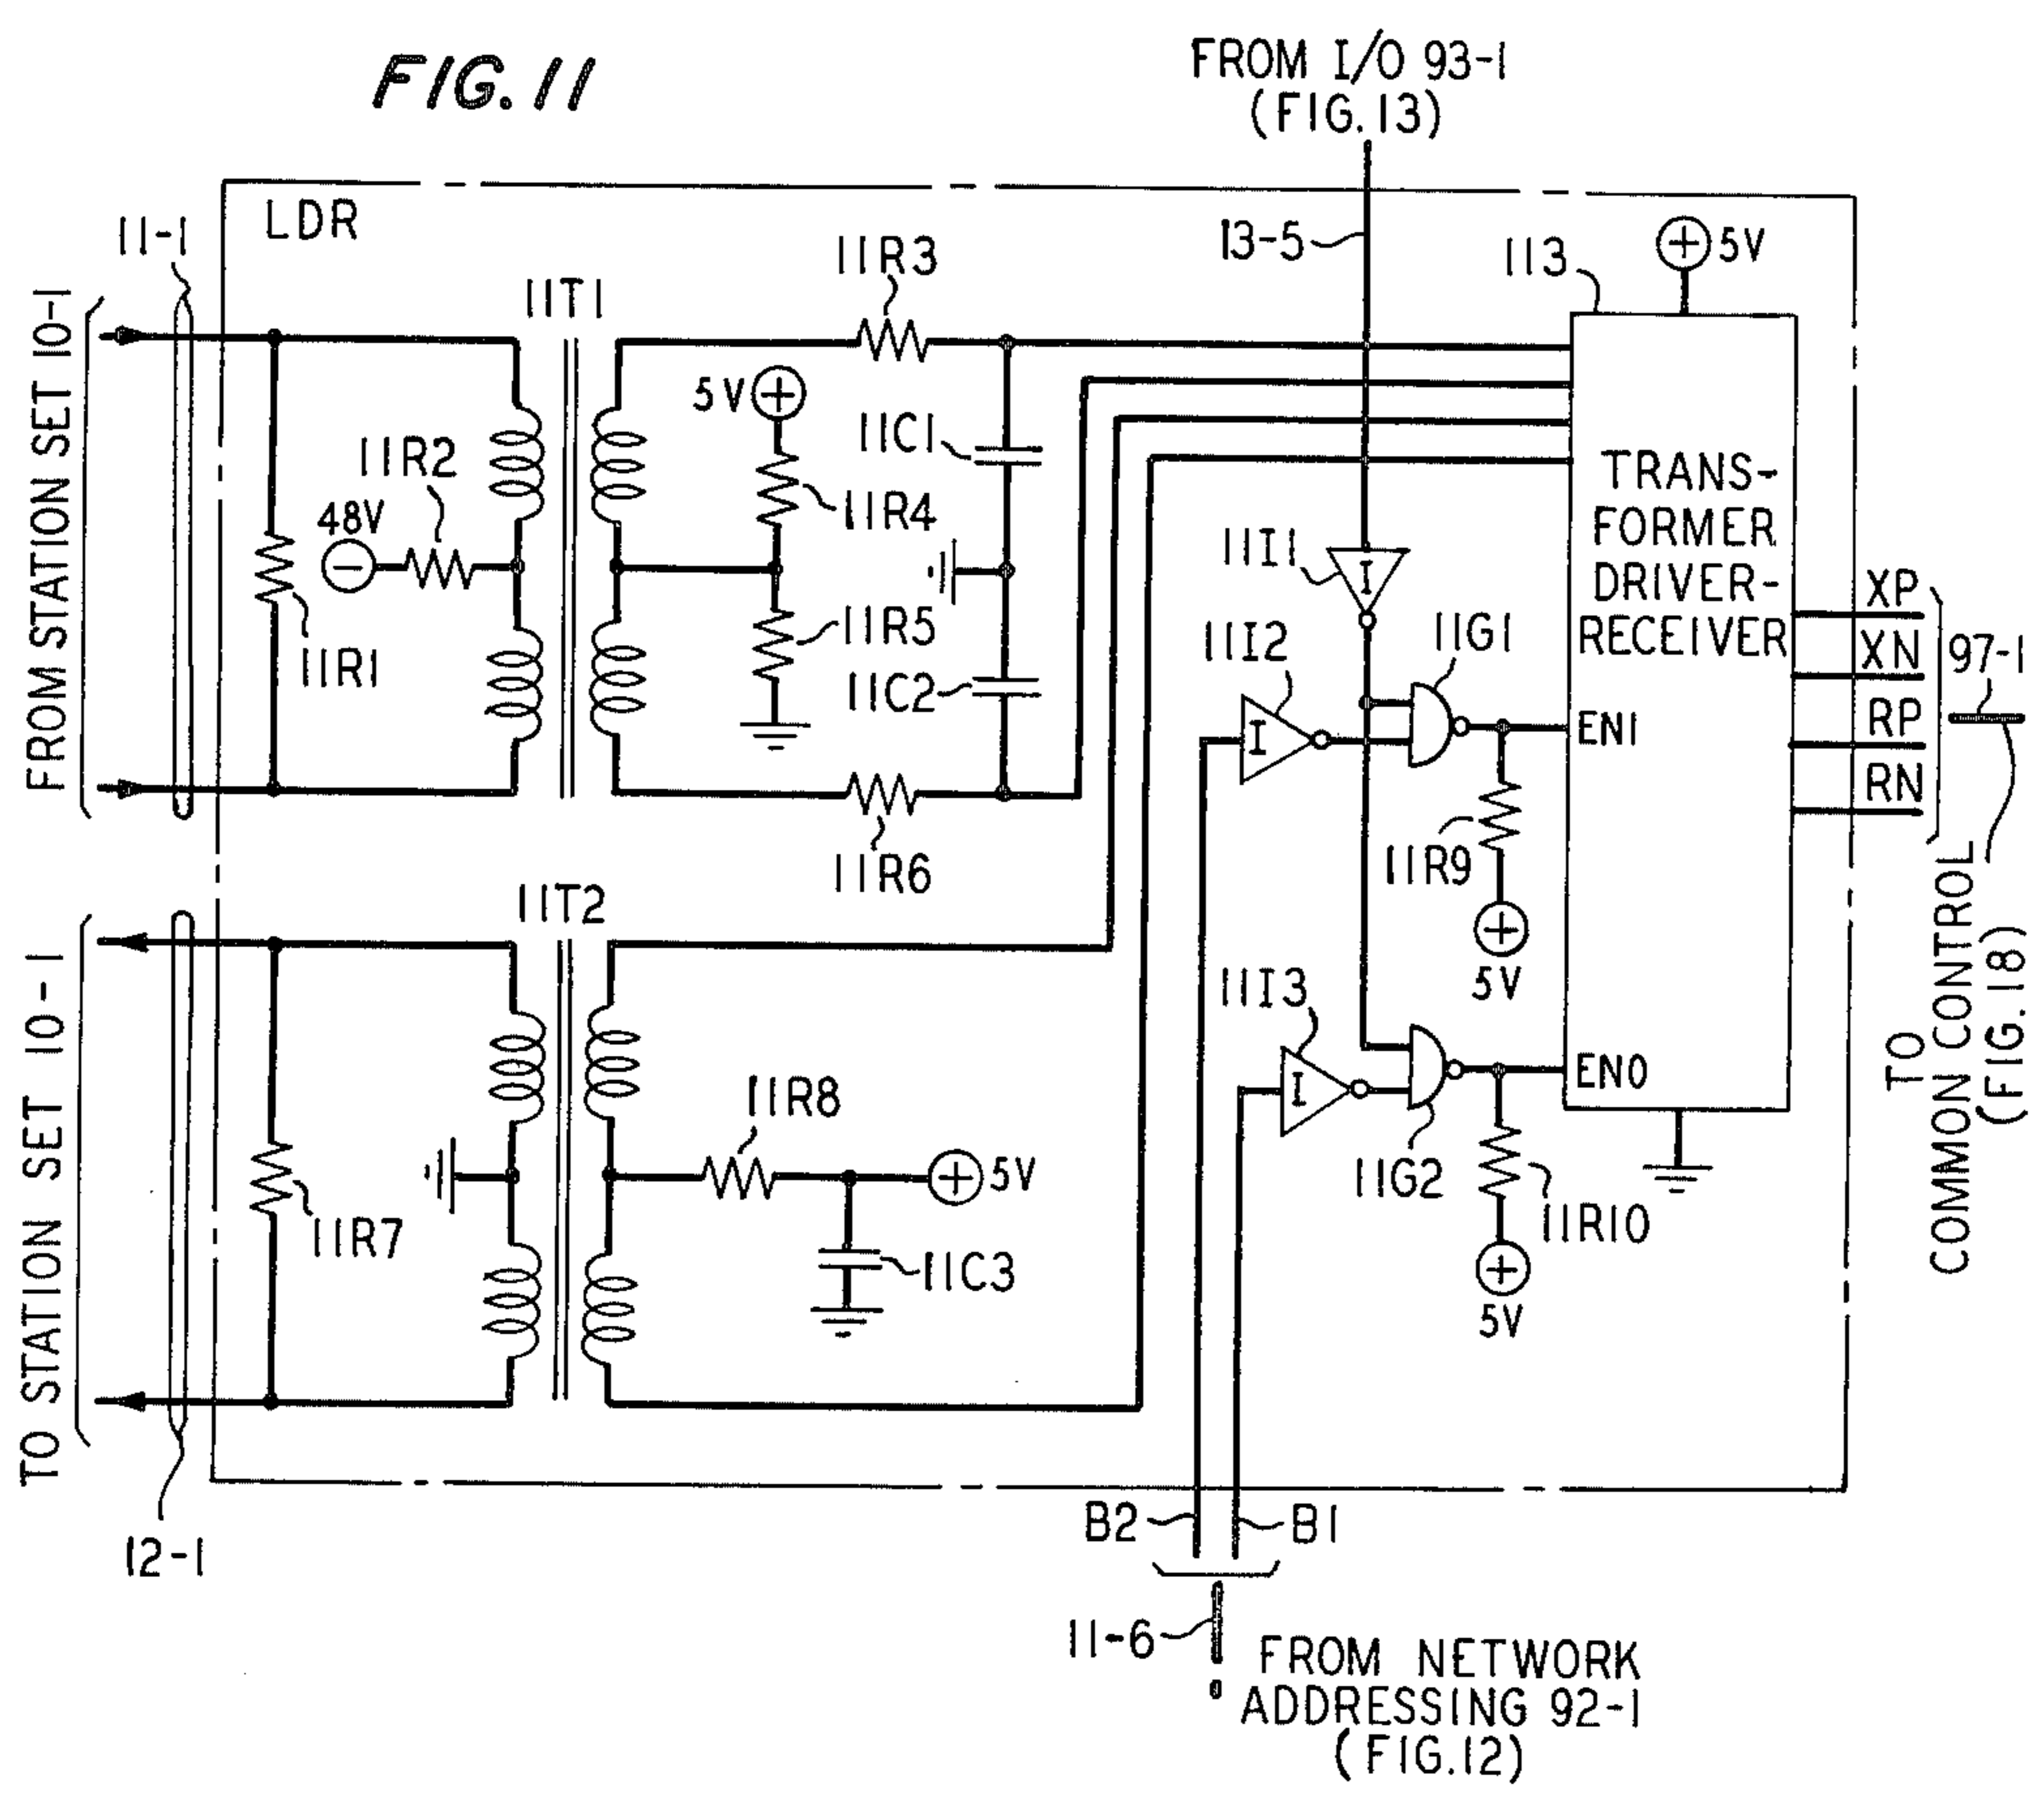 FIG. 11
FROM I/O 93-1
(FIG. 13)
LDR
11-1
13-5
113
5V
11R3
11T1
FROM STATION SET 10-1
5V
11C1
11R2
48V
11R4
TRANS-
FORMER
DRIVER-
RECEIVER
11I1
I
XP
XN
RP
RN
97-1
11R1
11R5
11C2
11I2
I
11G1
EN1
11R6
11R9
5V
TO
COMMON CONTROL
(FIG. 18)
11T2
TO STATION SET 10-1
11I3
I
EN0
11R8
5V
11G2
11R10
5V
11R7
11C3
12-1
B2
B1
11-6
FROM NETWORK
ADDRESSING 92-1
(FIG. 12)